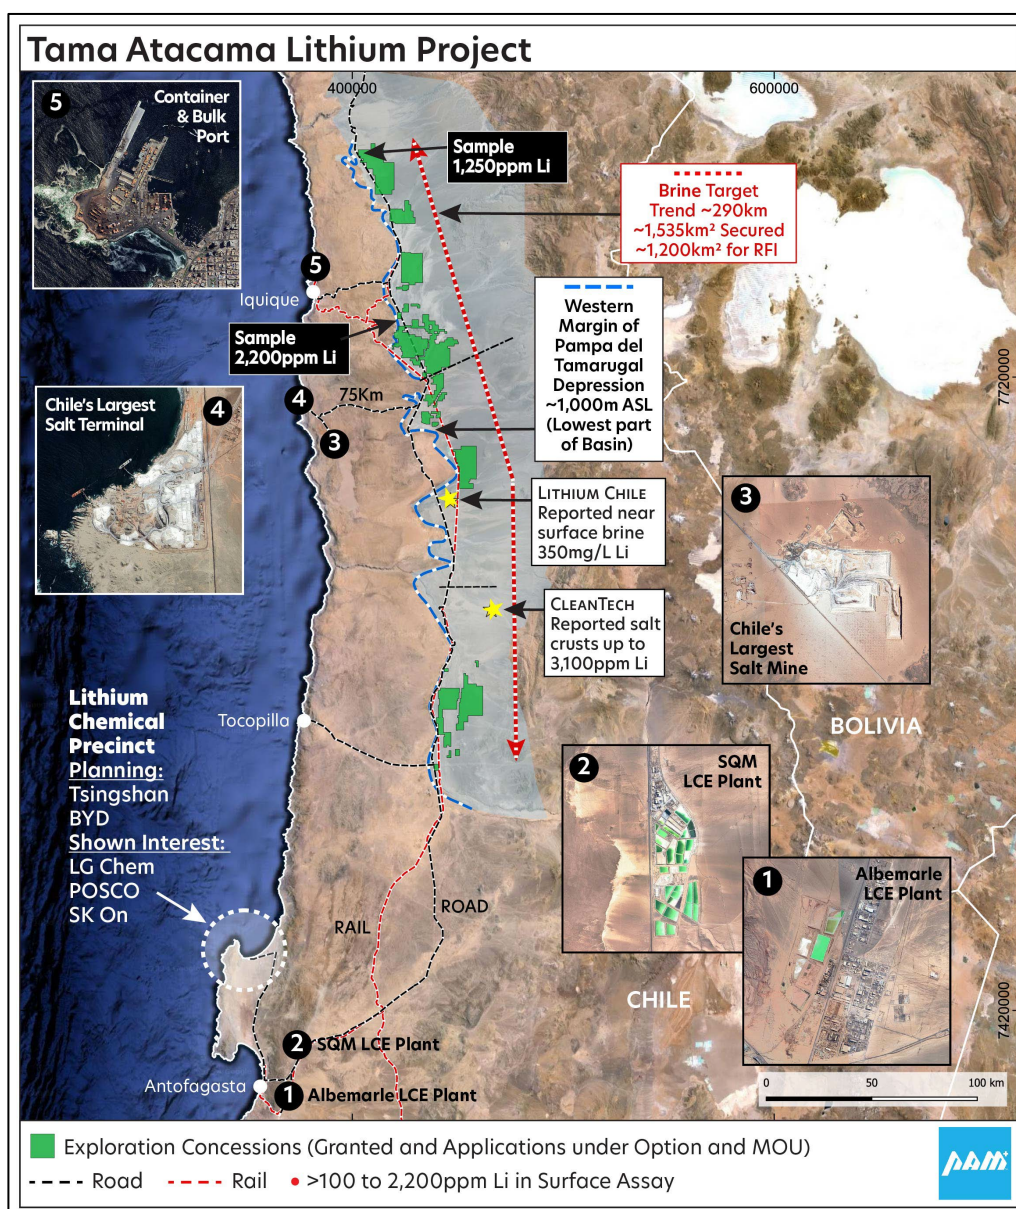 Tama Atacama Lithium Project
400000
600000
5
Container
& Bulk
Port
Sample
1,250ppm Li
Brine Target
Trend ~290km
~1,535km² Secured
~1,200km² for RFI
5
Iquique
Sample
2,200ppm Li
Western
Margin of
Pampa del
Tamarugal
Depression
~1,000m ASL
(Lowest part
of Basin)
7720000
4
Chile's Largest
Salt Terminal
75Km
4
3
LITHIUM CHILE
Reported near
surface brine
350mg/L Li
3
Chile's
Largest
Salt Mine
CLEANTECH
Reported salt
crusts up to
3,100ppm Li
Lithium
Chemical
Precinct
Planning:
Tsingshan
BYD
Shown Interest:
LG Chem
POSCO
SK On
Tocopilla
BOLIVIA
2
SQM
LCE Plant
1
Albemarle
LCE Plant
RAIL
ROAD
CHILE
7420000
2 SQM LCE Plant
Antofagasta
1 Albemarle LCE Plant
0 50 100 km
Exploration Concessions (Granted and Applications under Option and MOU)
Road Rail >100 to 2,200ppm Li in Surface Assay
PAM